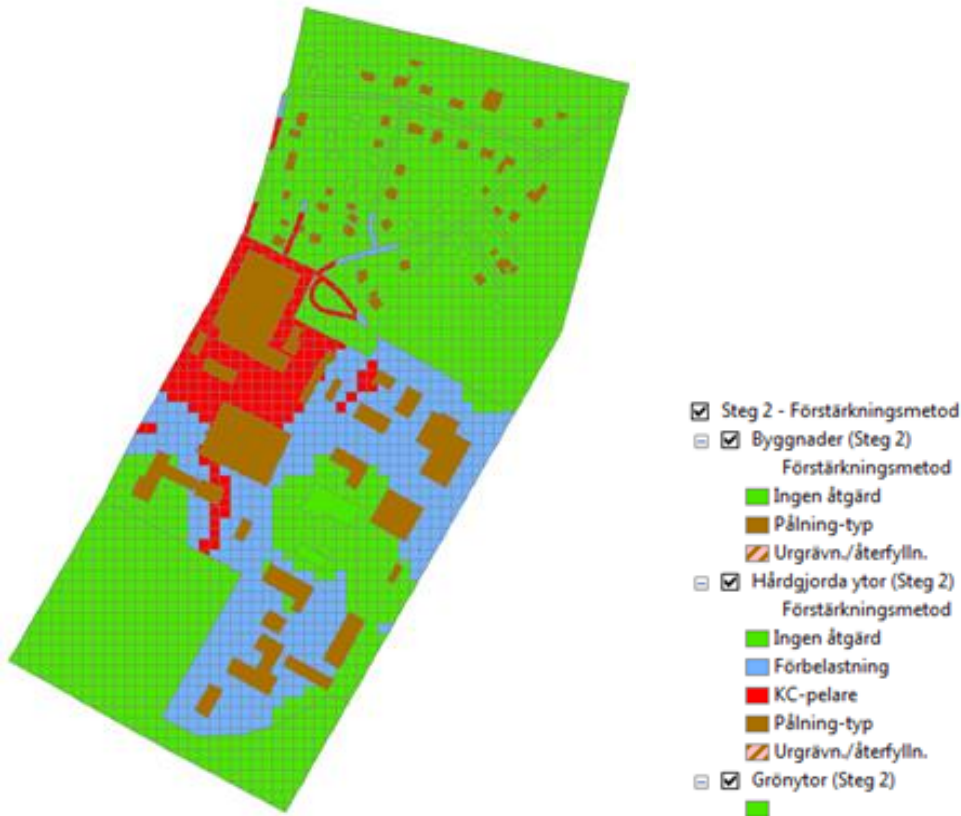 Steg 2 - Förstärkningsmetod
Byggnader (Steg 2)
Förstärkningsmetod
Ingen åtgärd
Pålning-typ
Urgrävn./återfylln.
Hårdgjorda ytor (Steg 2)
Förstärkningsmetod
Ingen åtgärd
Förbelastning
KC-pelare
Pålning-typ
Urgrävn./återfylln.
Grönytor (Steg 2)